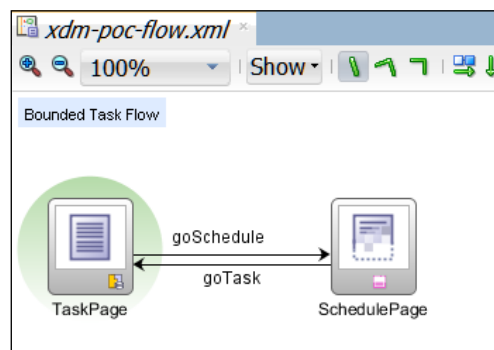 xdm-poc-flow.xml
100% Show
Bounded Task Flow
goSchedule
goTask
TaskPage SchedulePage